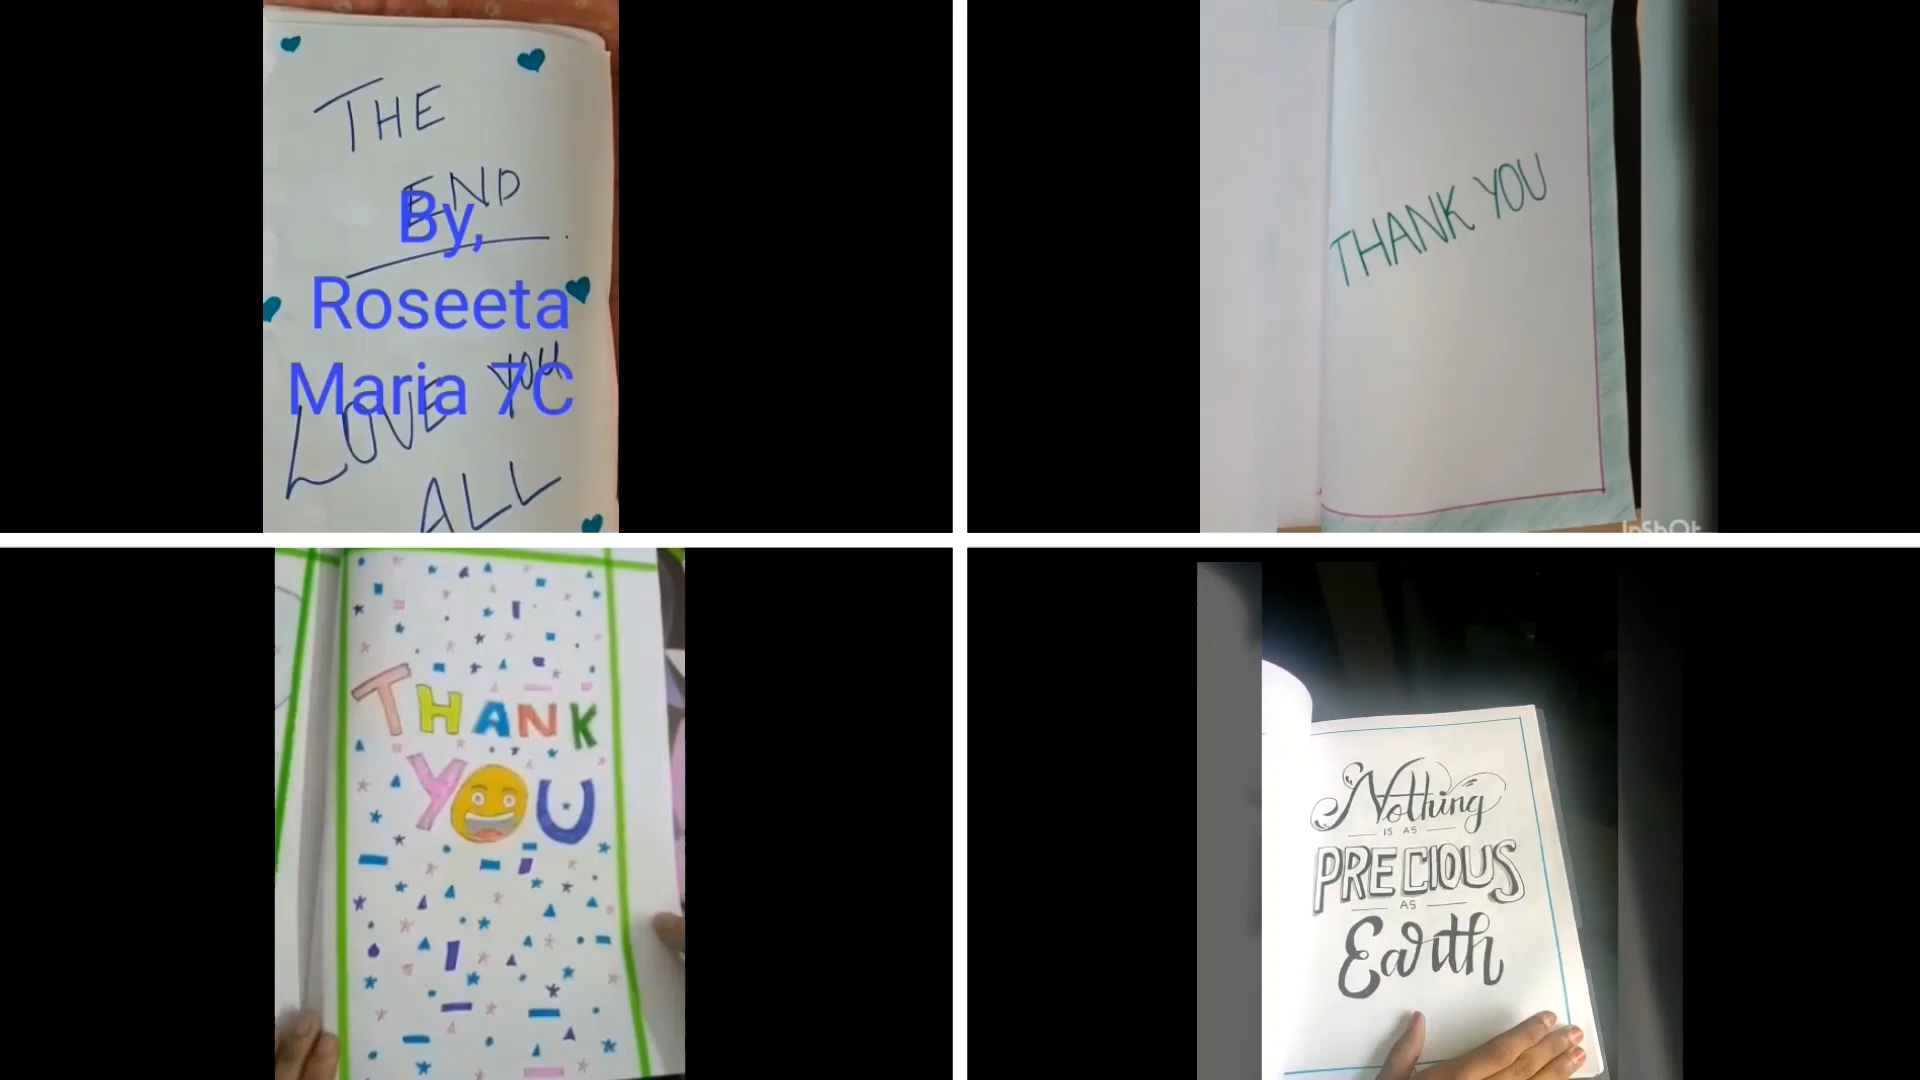 THE
END
By,
Roseeta
Maria 7C
LOVE YOU
ALL
THANK YOU
InShOt
THANK
YOU
Nothing
IS AS
PRECIOUS
AS
Earth